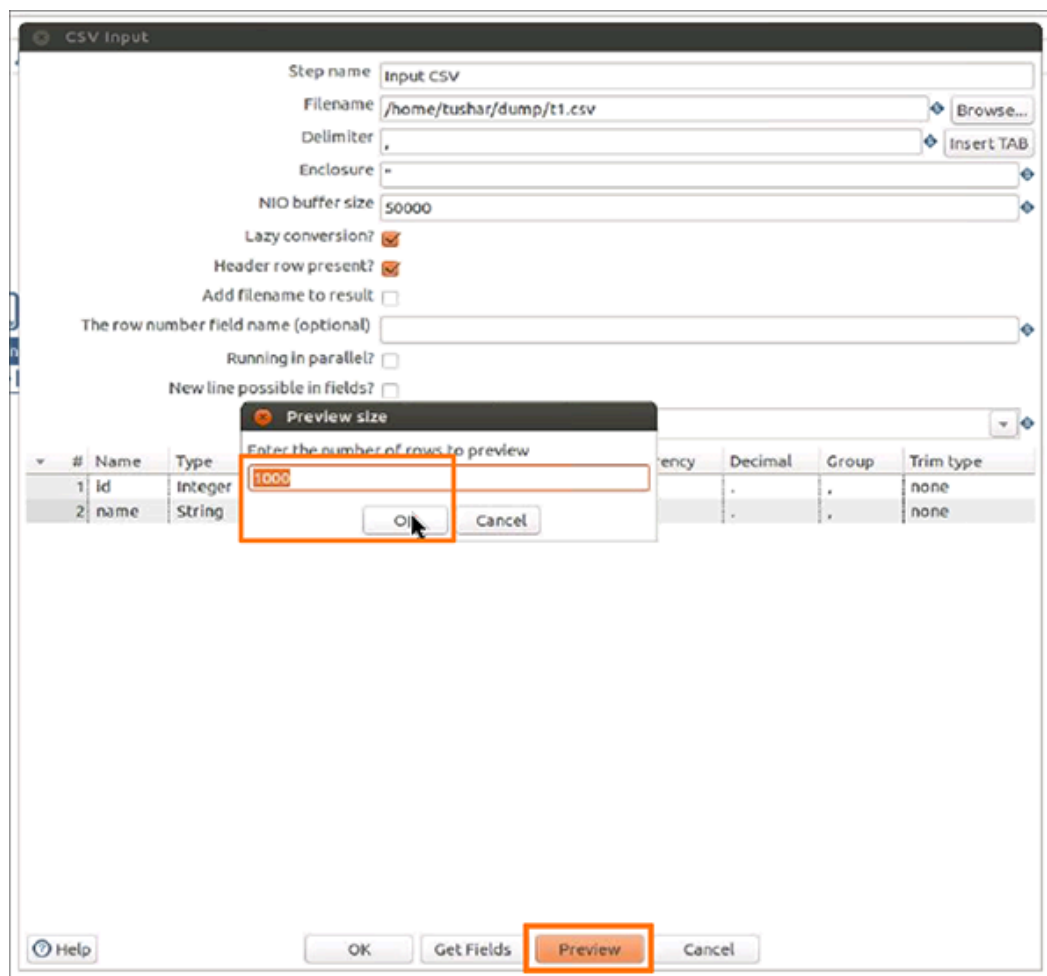 CSV Input
Step name Input CSV
Filename /home/tushar/dump/t1.csv Browse...
Delimiter , Insert TAB
Enclosure "
NIO buffer size 50000
Lazy conversion?
Header row present?
Add filename to result
The row number field name (optional)
Running in parallel?
New line possible in fields?
Preview size
Enter the number of rows to preview
# Name Type Decimal Group Trim type
1000
1 id Integer . , none
2 name String . , none
Cancel
Help OK Get Fields Preview Cancel